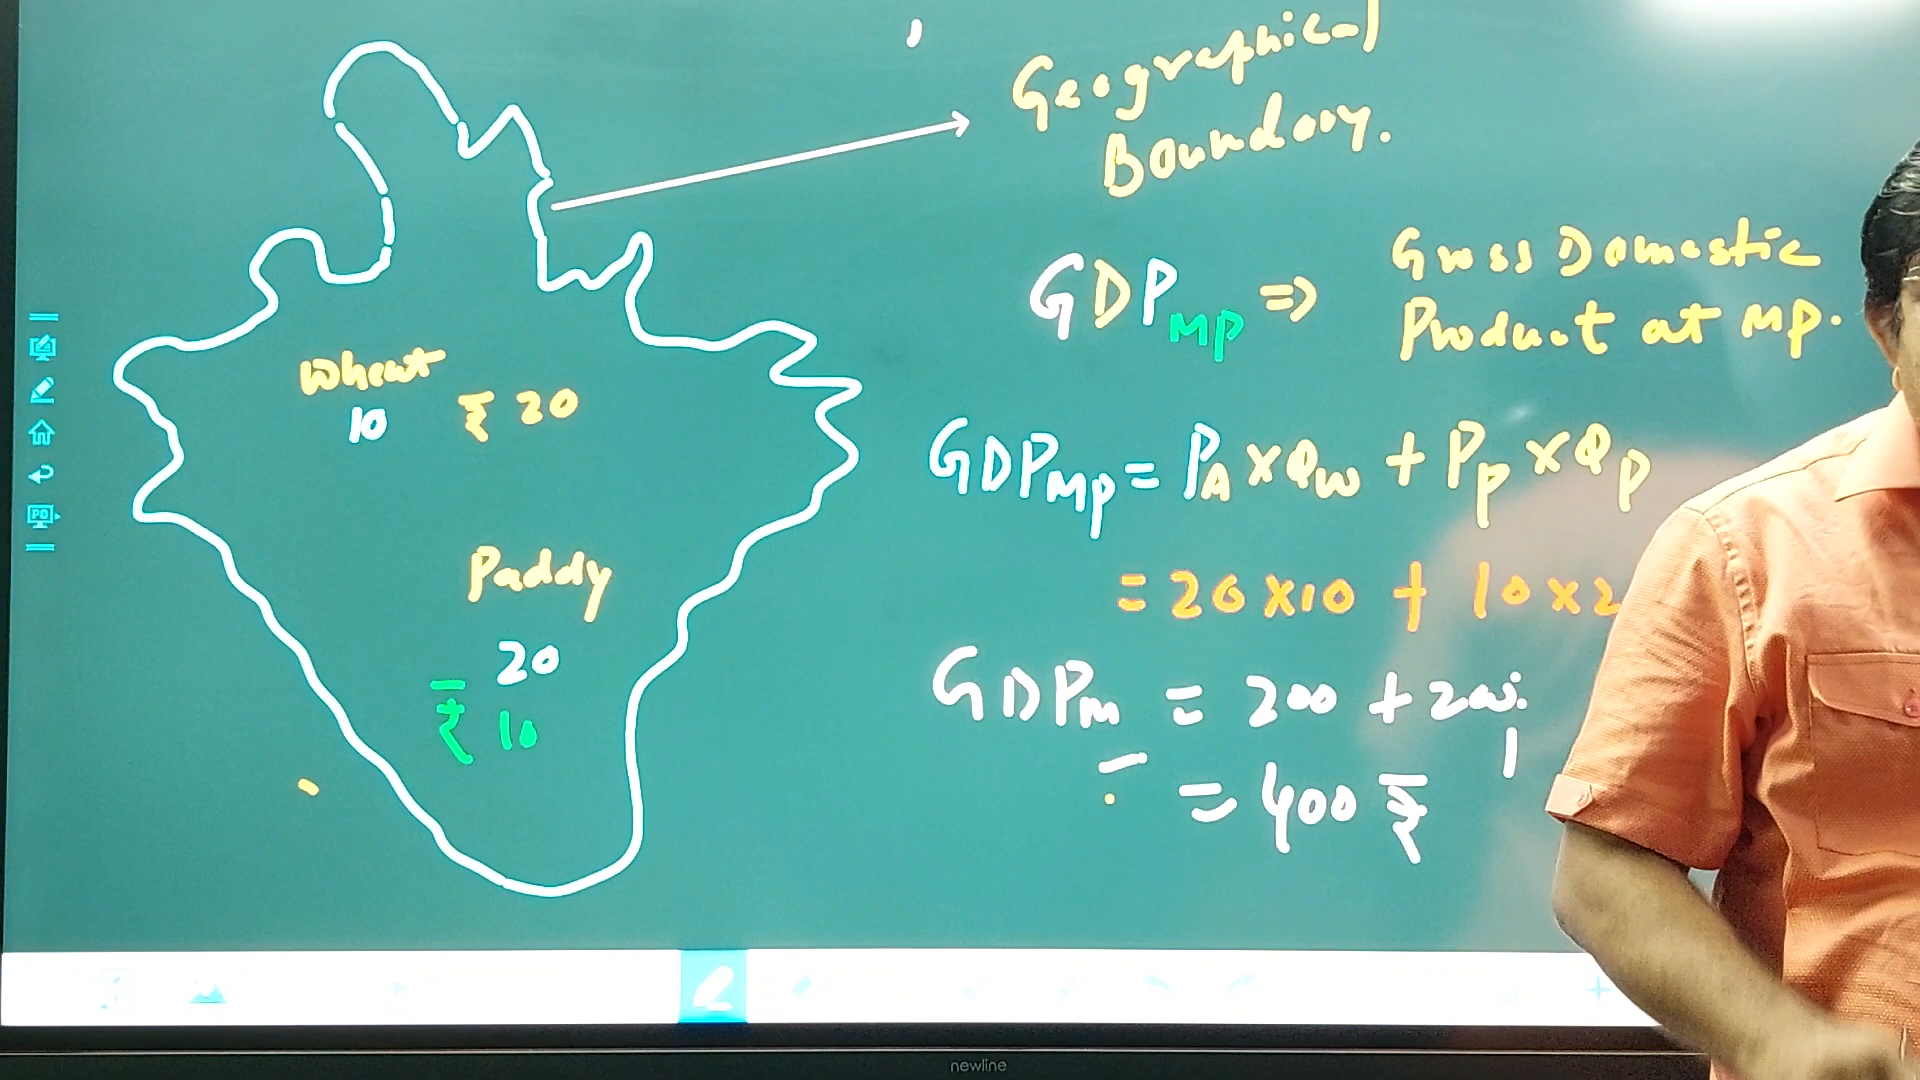 Geographical
Boundary.
GDPMP ⇒ Gross Domestic
Product at MP.
Wheat
10 ₹ 20
GDPMP = PA×QW + Pp×Qp
Paddy
= 20×10 + 10×2
20
₹ 10
GDPM = 200 + 200
= 400 ₹
PD
newline